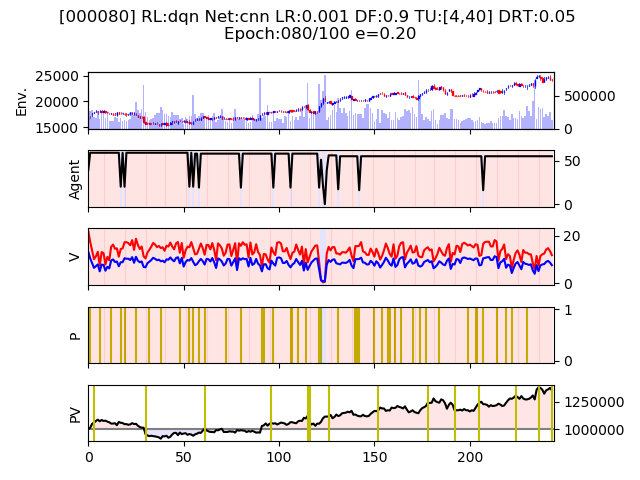 [000080] RL:dqn Net:cnn LR:0.001 DF:0.9 TU:[4,40] DRT:0.05
Epoch:080/100 e=0.20
Env.
25000
20000
15000
500000
0
Agent
50
0
V
20
0
P
1
0
PV
1250000
1000000
0 50 100 150 200